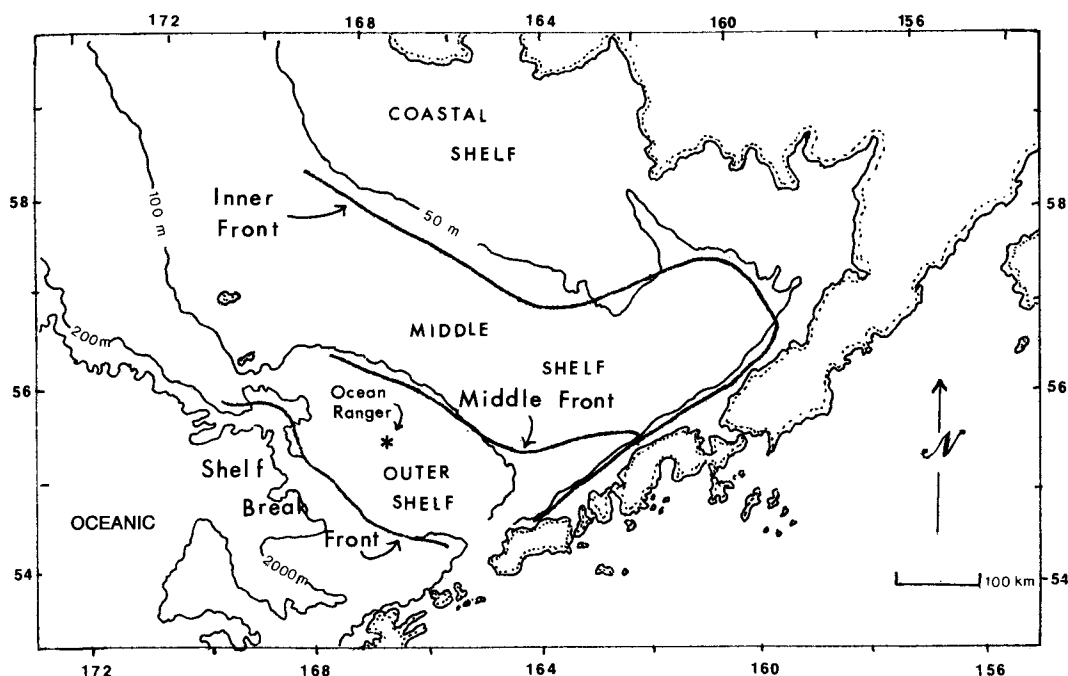 172 168 164 160 156
COASTAL
SHELF
58 58
100 m
Inner
Front
50 m
MIDDLE
200m
SHELF
56 56
Ocean
Ranger
Middle Front
*
N
OUTER
Shelf
SHELF
Break
OCEANIC
Front
2000m
54 54
100 km
172 168 164 160 156